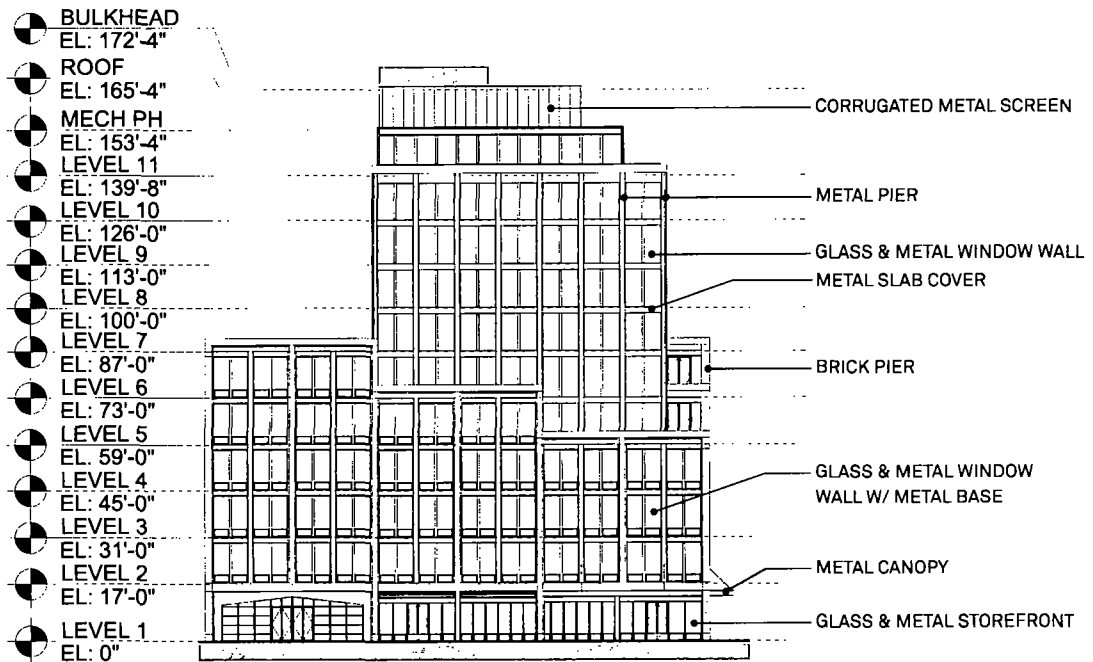 BULKHEAD
EL: 172'-4"
ROOF
EL: 165'-4"
MECH PH
EL: 153'-4"
LEVEL 11
EL: 139'-8"
LEVEL 10
EL: 126'-0"
LEVEL 9
EL: 113'-0"
LEVEL 8
EL: 100'-0"
LEVEL 7
EL: 87'-0"
LEVEL 6
EL: 73'-0"
LEVEL 5
EL: 59'-0"
LEVEL 4
EL: 45'-0"
LEVEL 3
EL: 31'-0"
LEVEL 2
EL: 17'-0"
LEVEL 1
EL: 0"
CORRUGATED METAL SCREEN
METAL PIER
GLASS & METAL WINDOW WALL
METAL SLAB COVER
BRICK PIER
GLASS & METAL WINDOW
WALL W/ METAL BASE
METAL CANOPY
GLASS & METAL STOREFRONT